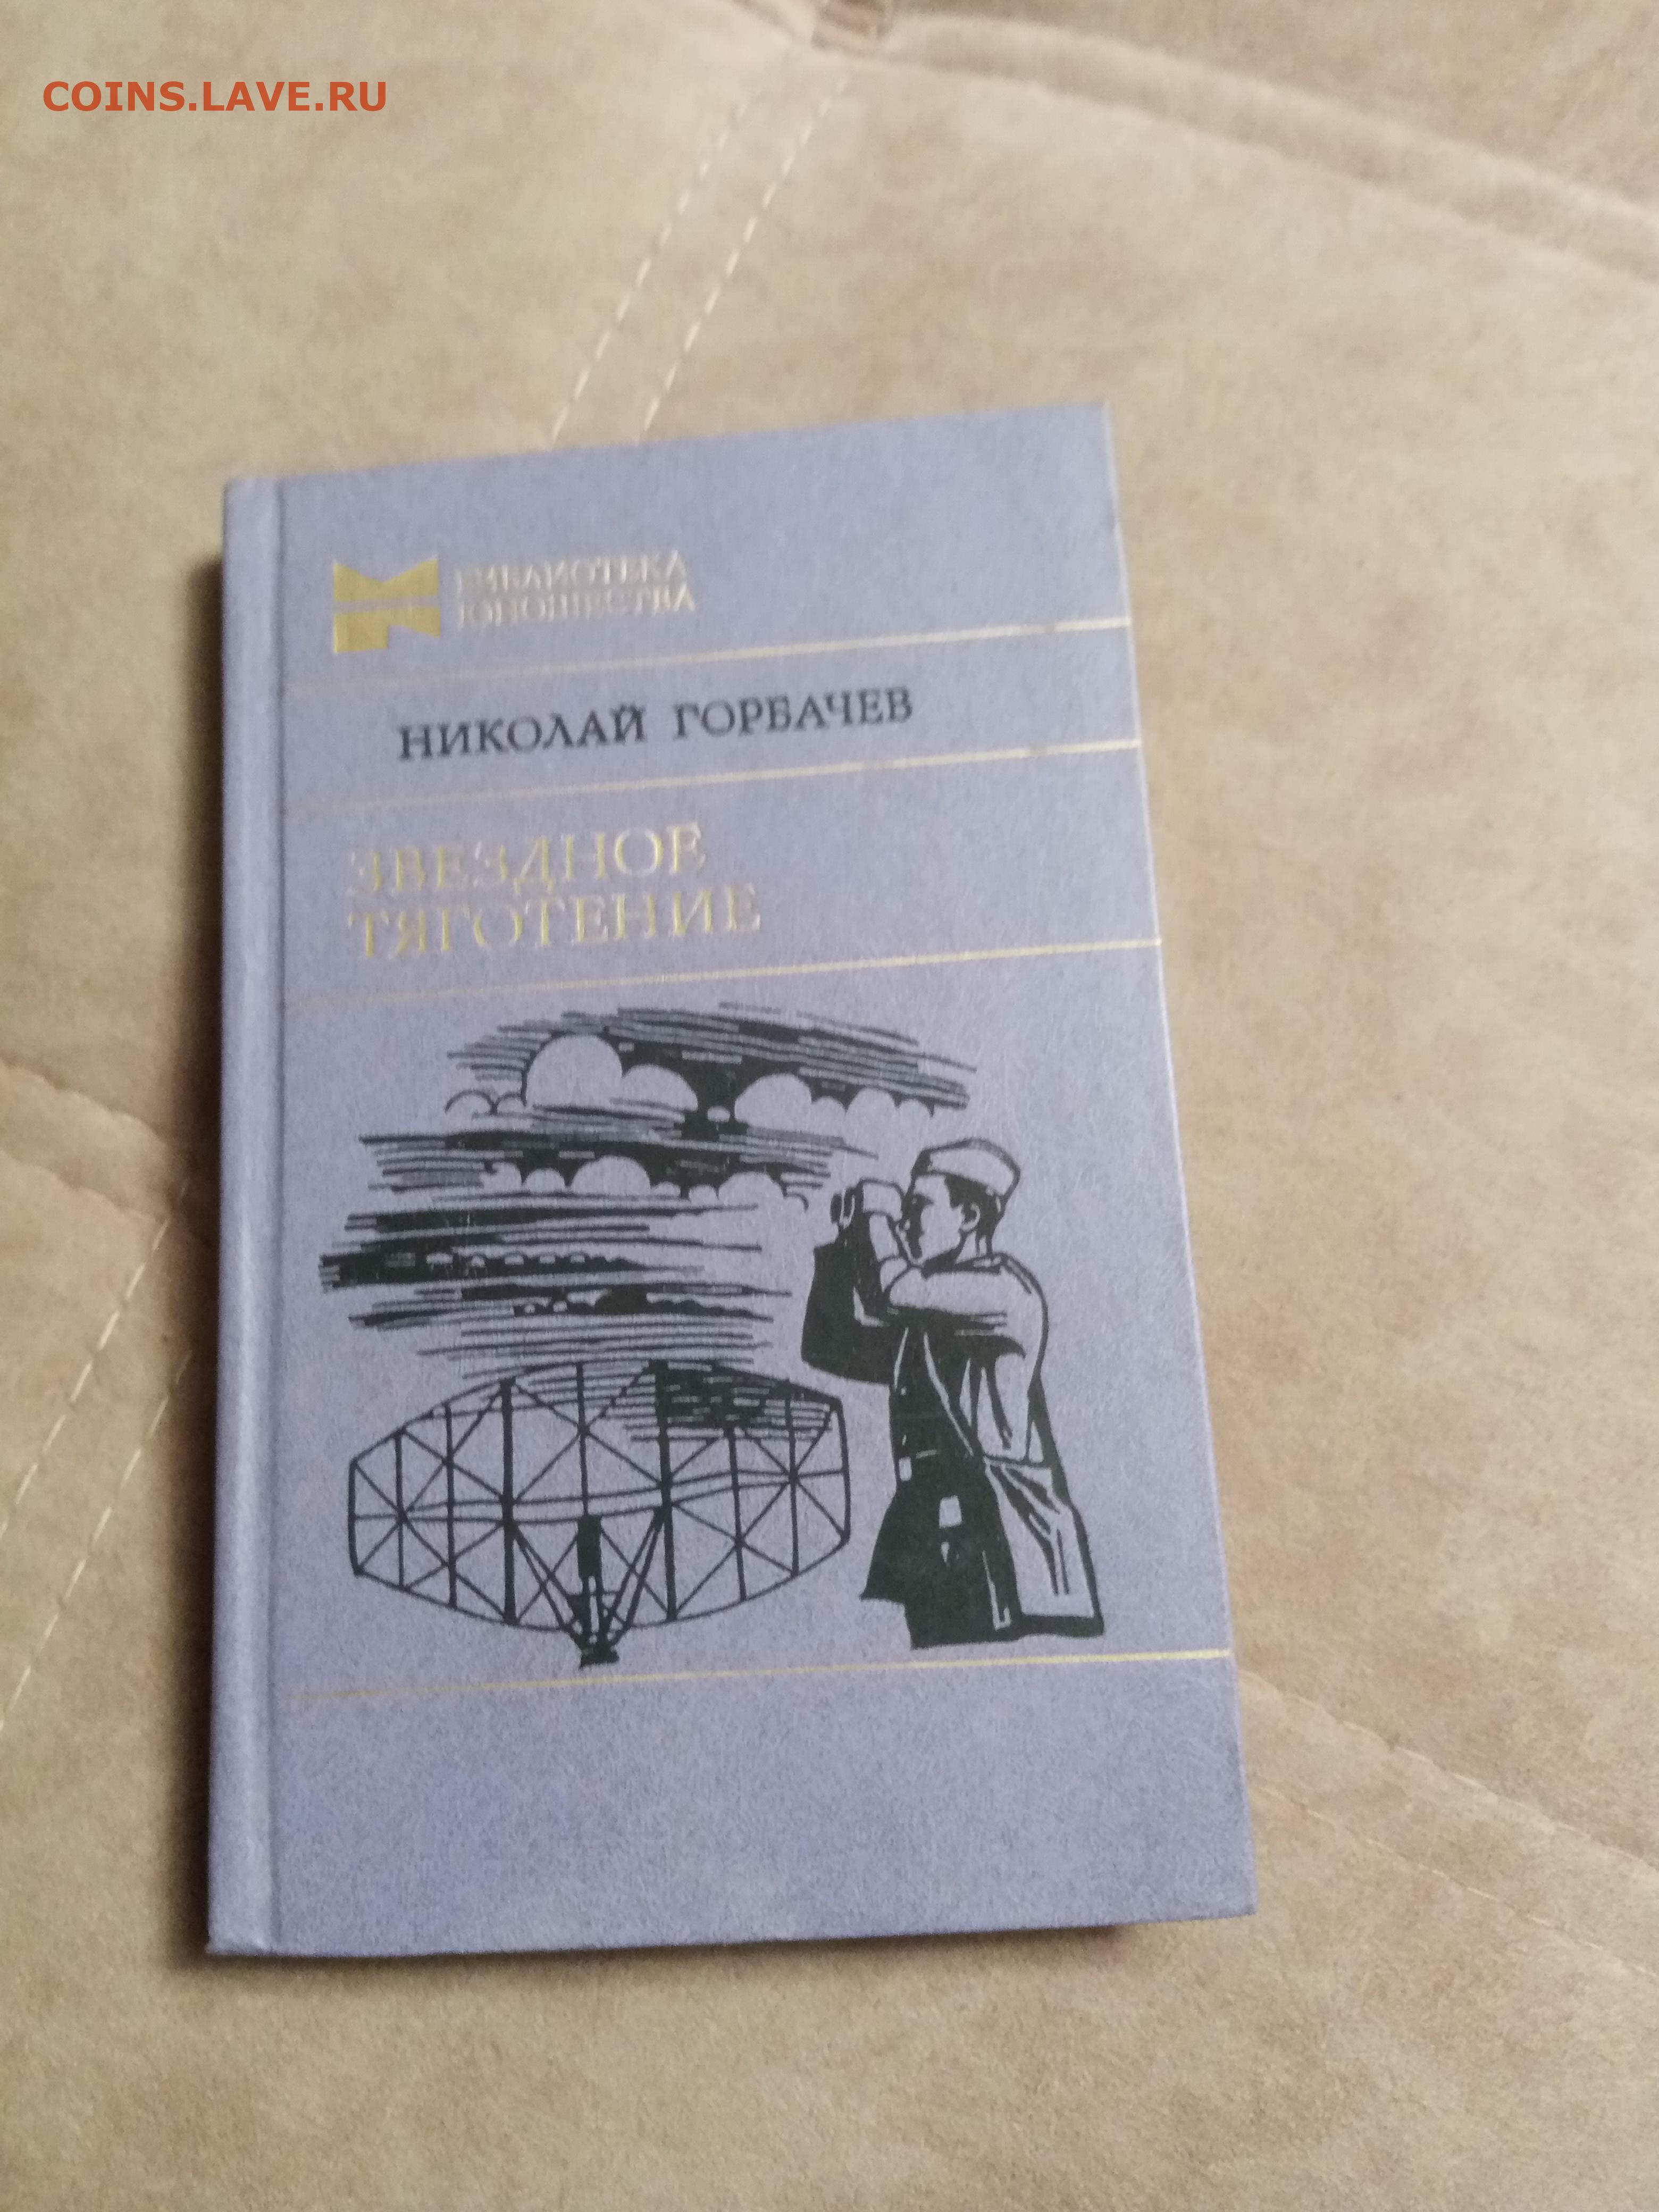 COINS.LAVE.RU
БИБЛИОТЕКА
ЮНОШЕСТВА
НИКОЛАЙ ГОРБАЧЕВ
ЗВЕЗДНОЕ
ТЯГОТЕНИЕ